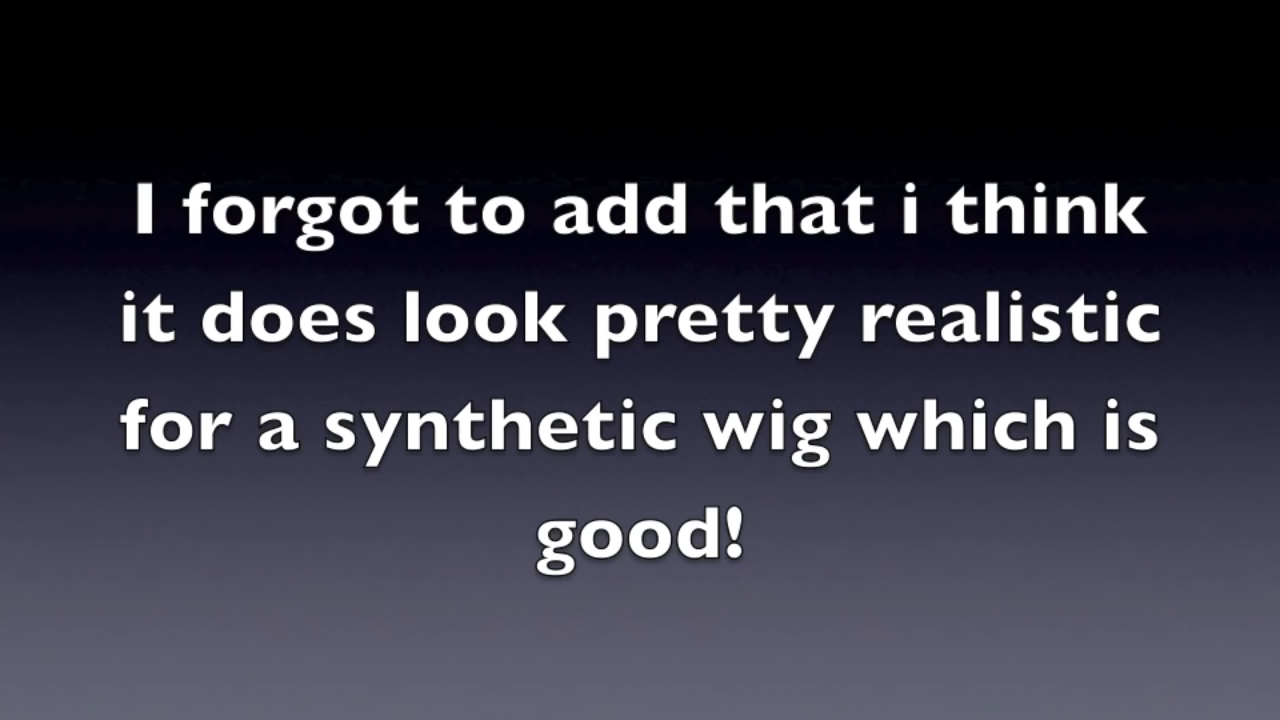 I forgot to add that i think
it does look pretty realistic
for a synthetic wig which is
good!